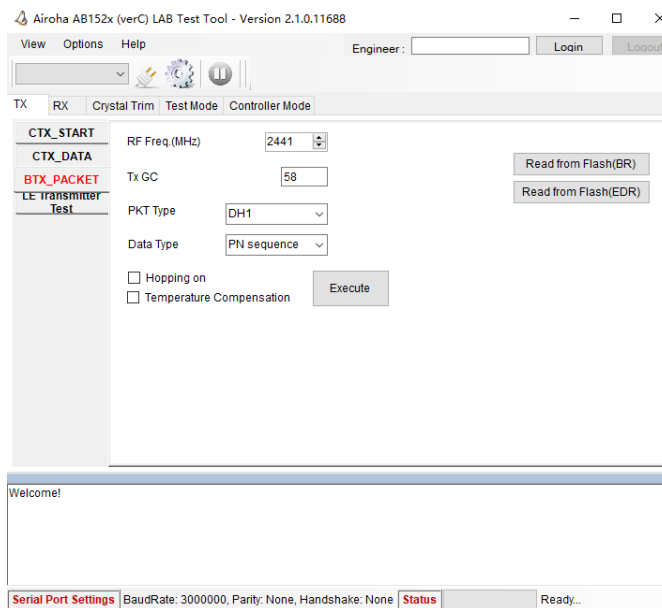 Airoha AB152x (verC) LAB Test Tool - Version 2.1.0.11688
View Options Help
Engineer :
Login
Logout
TX RX Crystal Trim Test Mode Controller Mode
CTX_START
CTX_DATA
BTX_PACKET
LE Transmitter
Test
RF Freq.(MHz) 2441
Tx GC 58
PKT Type DH1
Data Type PN sequence
Hopping on
Temperature Compensation
Execute
Read from Flash(BR)
Read from Flash(EDR)
Welcome!
Serial Port Settings BaudRate: 3000000, Parity: None, Handshake: None Status Ready...